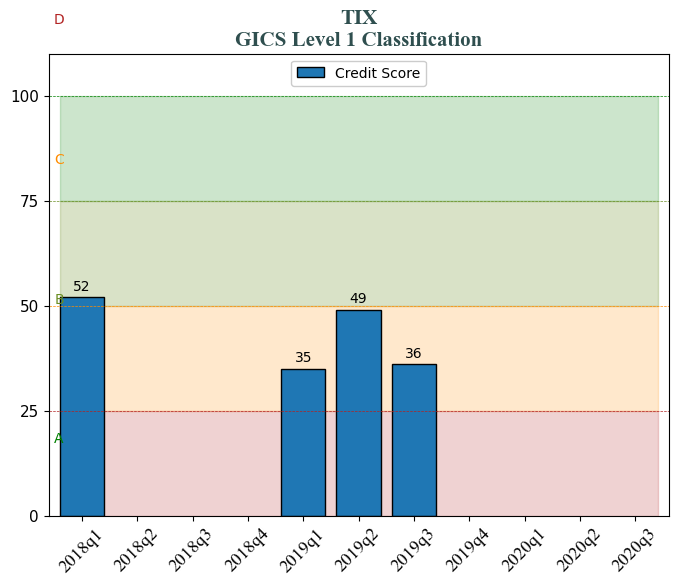 D
TIX
GICS Level 1 Classification
Credit Score
100
C
75
52
B
50
49
35
36
25
A
0
2018q1
2018q2
2018q3
2018q4
2019q1
2019q2
2019q3
2019q4
2020q1
2020q2
2020q3